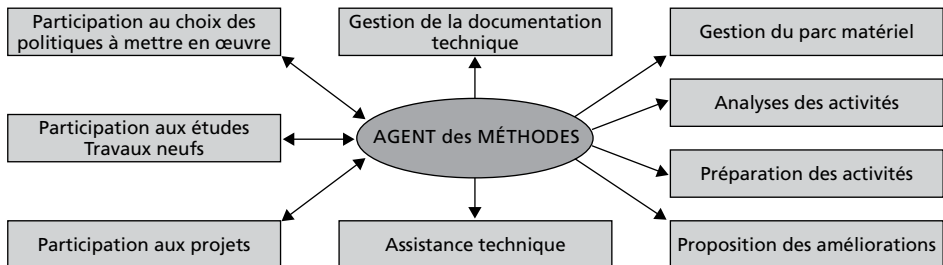 Participation au choix des
politiques à mettre en œuvre
Gestion de la documentation
technique
Gestion du parc matériel
Analyses des activités
Participation aux études
Travaux neufs
AGENT des MÉTHODES
Préparation des activités
Participation aux projets
Assistance technique
Proposition des améliorations